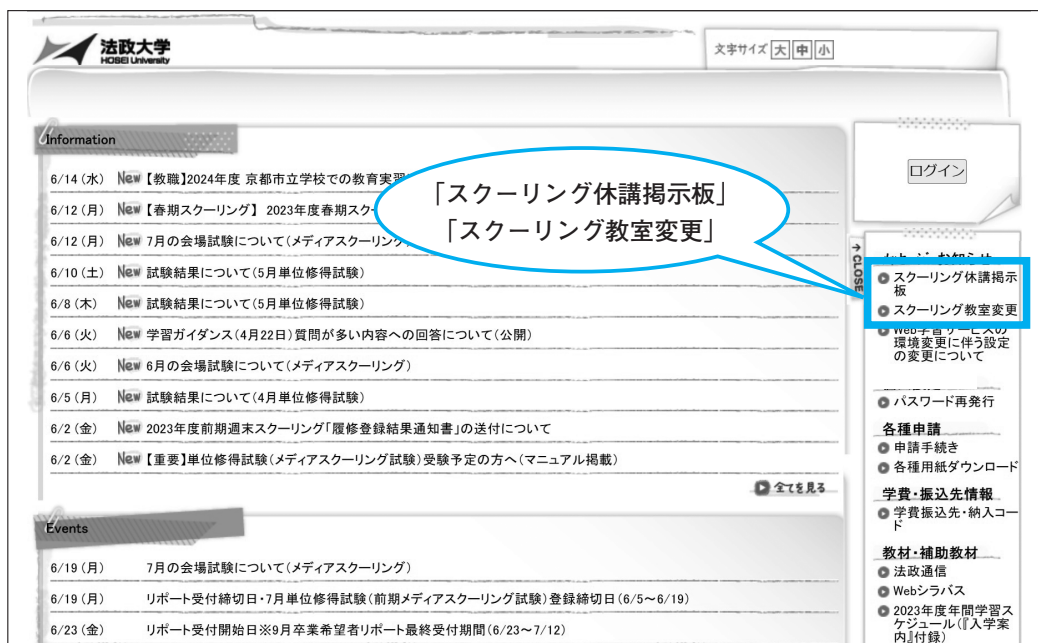 法政大学
HOSEI University
文字サイズ 大 中 小
Information
6/14(水) New 【教職】2024年度 京都市立学校での教育実習
6/12(月) New 【春期スクーリング】 2023年度春期スク
6/12(月) New 7月の会場試験について(メディアスクーリング
6/10(土) New 試験結果について(5月単位修得試験)
6/8(木) New 試験結果について(5月単位修得試験)
6/6(火) New 学習ガイダンス(4月22日)質問が多い内容への回答について(公開)
6/6(火) New 6月の会場試験について(メディアスクーリング)
6/5(月) New 試験結果について(4月単位修得試験)
6/2(金) New 2023年度前期週末スクーリング「履修登録結果通知書」の送付について
6/2(金) New 【重要】単位修得試験(メディアスクーリング試験)受験予定の方へ(マニュアル掲載)
全てを見る
「スクーリング休講掲示板」
「スクーリング教室変更」
Events
6/19(月) 7月の会場試験について(メディアスクーリング)
6/19(月) リポート受付締切日・7月単位修得試験(前期メディアスクーリング試験)登録締切日(6/5~6/19)
6/23(金) リポート受付開始日※9月卒業希望者リポート最終受付期間(6/23~7/12)
ログイン
→ CLOSE
スクーリング休講掲示
板
スクーリング教室変更
Web学習サービスの
環境変更に伴う設定
の変更について
パスワード再発行
各種申請
申請手続き
各種用紙ダウンロード
学費・振込先情報
学費振込先・納入コー
ド
教材・補助教材
法政通信
Webシラバス
2023年度年間学習ス
ケジュール(『入学案
内』付録)